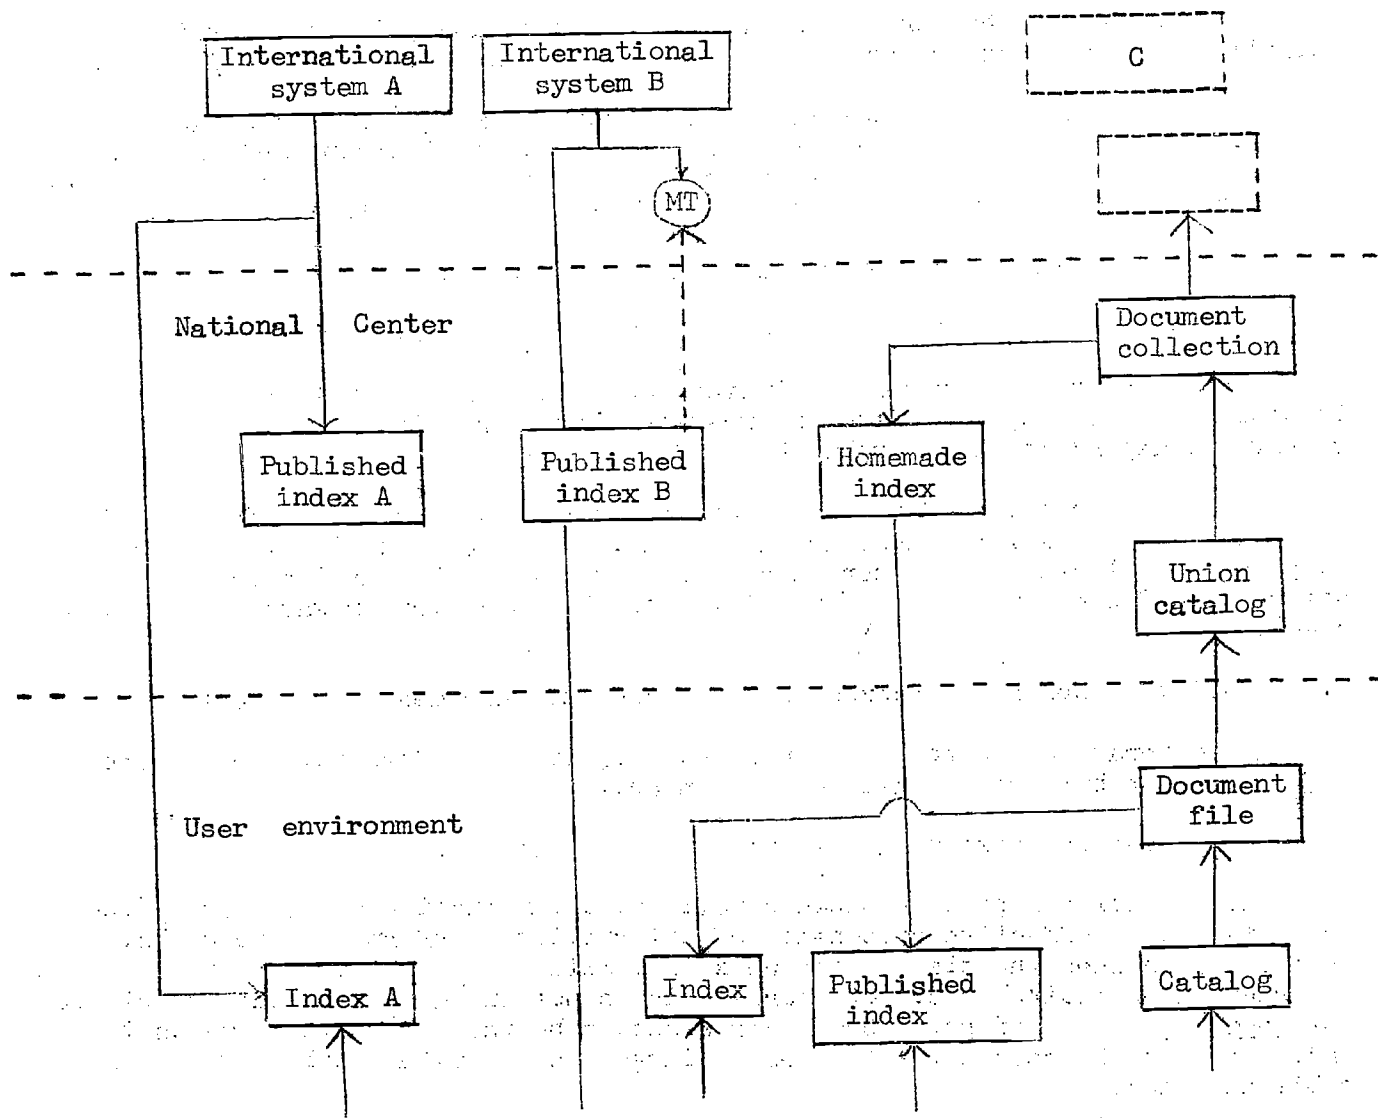 International
system A
International
system B
C
MT
National Center
Document
collection
Published
index A
Published
index B
Homemade
index
Union
catalog
User environment
Document
file
Index A
Index
Published
index
Catalog